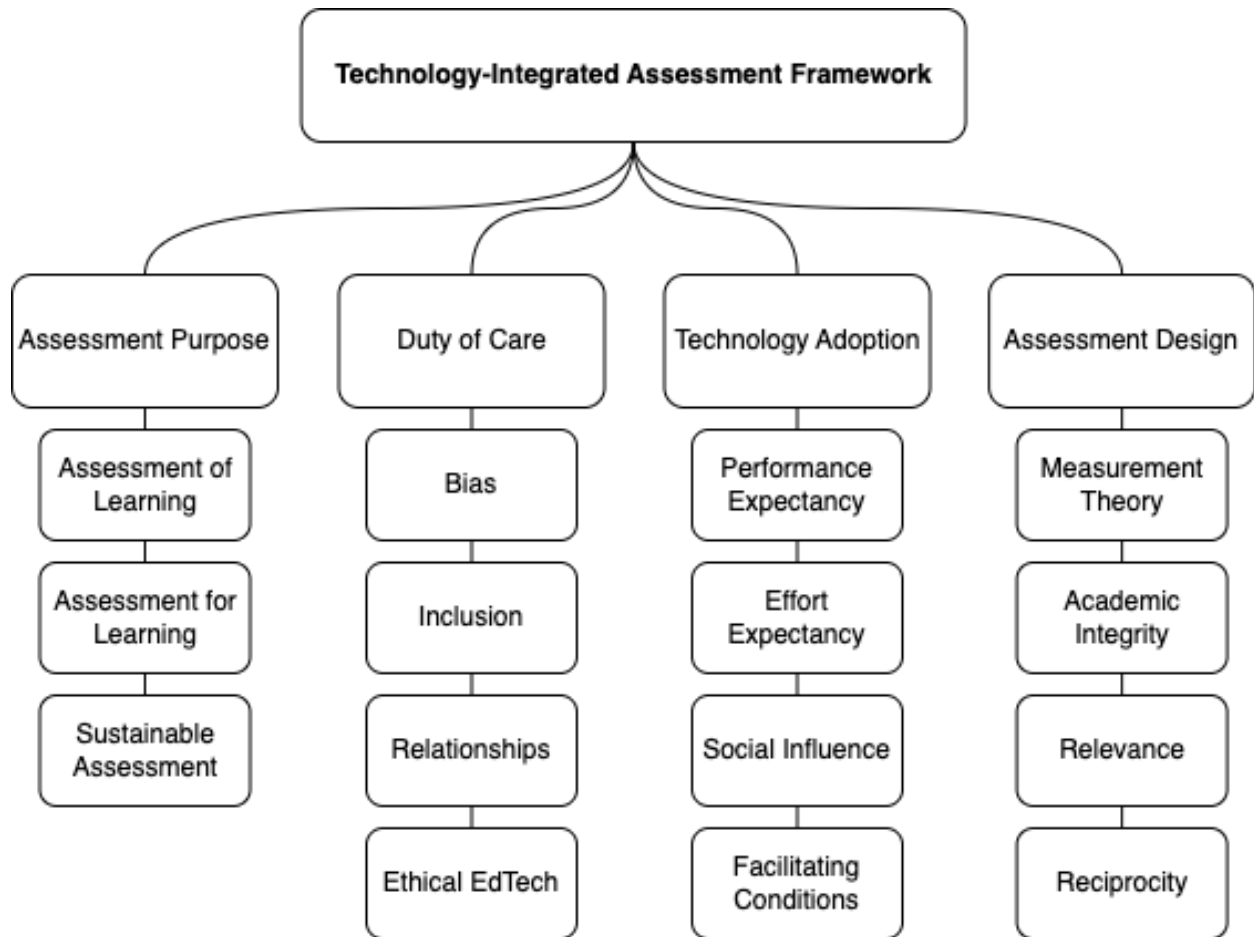 Technology-Integrated Assessment Framework
Assessment Purpose
Assessment of
Learning
Assessment for
Learning
Sustainable
Assessment
Duty of Care
Bias
Inclusion
Relationships
Ethical EdTech
Technology Adoption
Performance
Expectancy
Effort
Expectancy
Social Influence
Facilitating
Conditions
Assessment Design
Measurement
Theory
Academic
Integrity
Relevance
Reciprocity